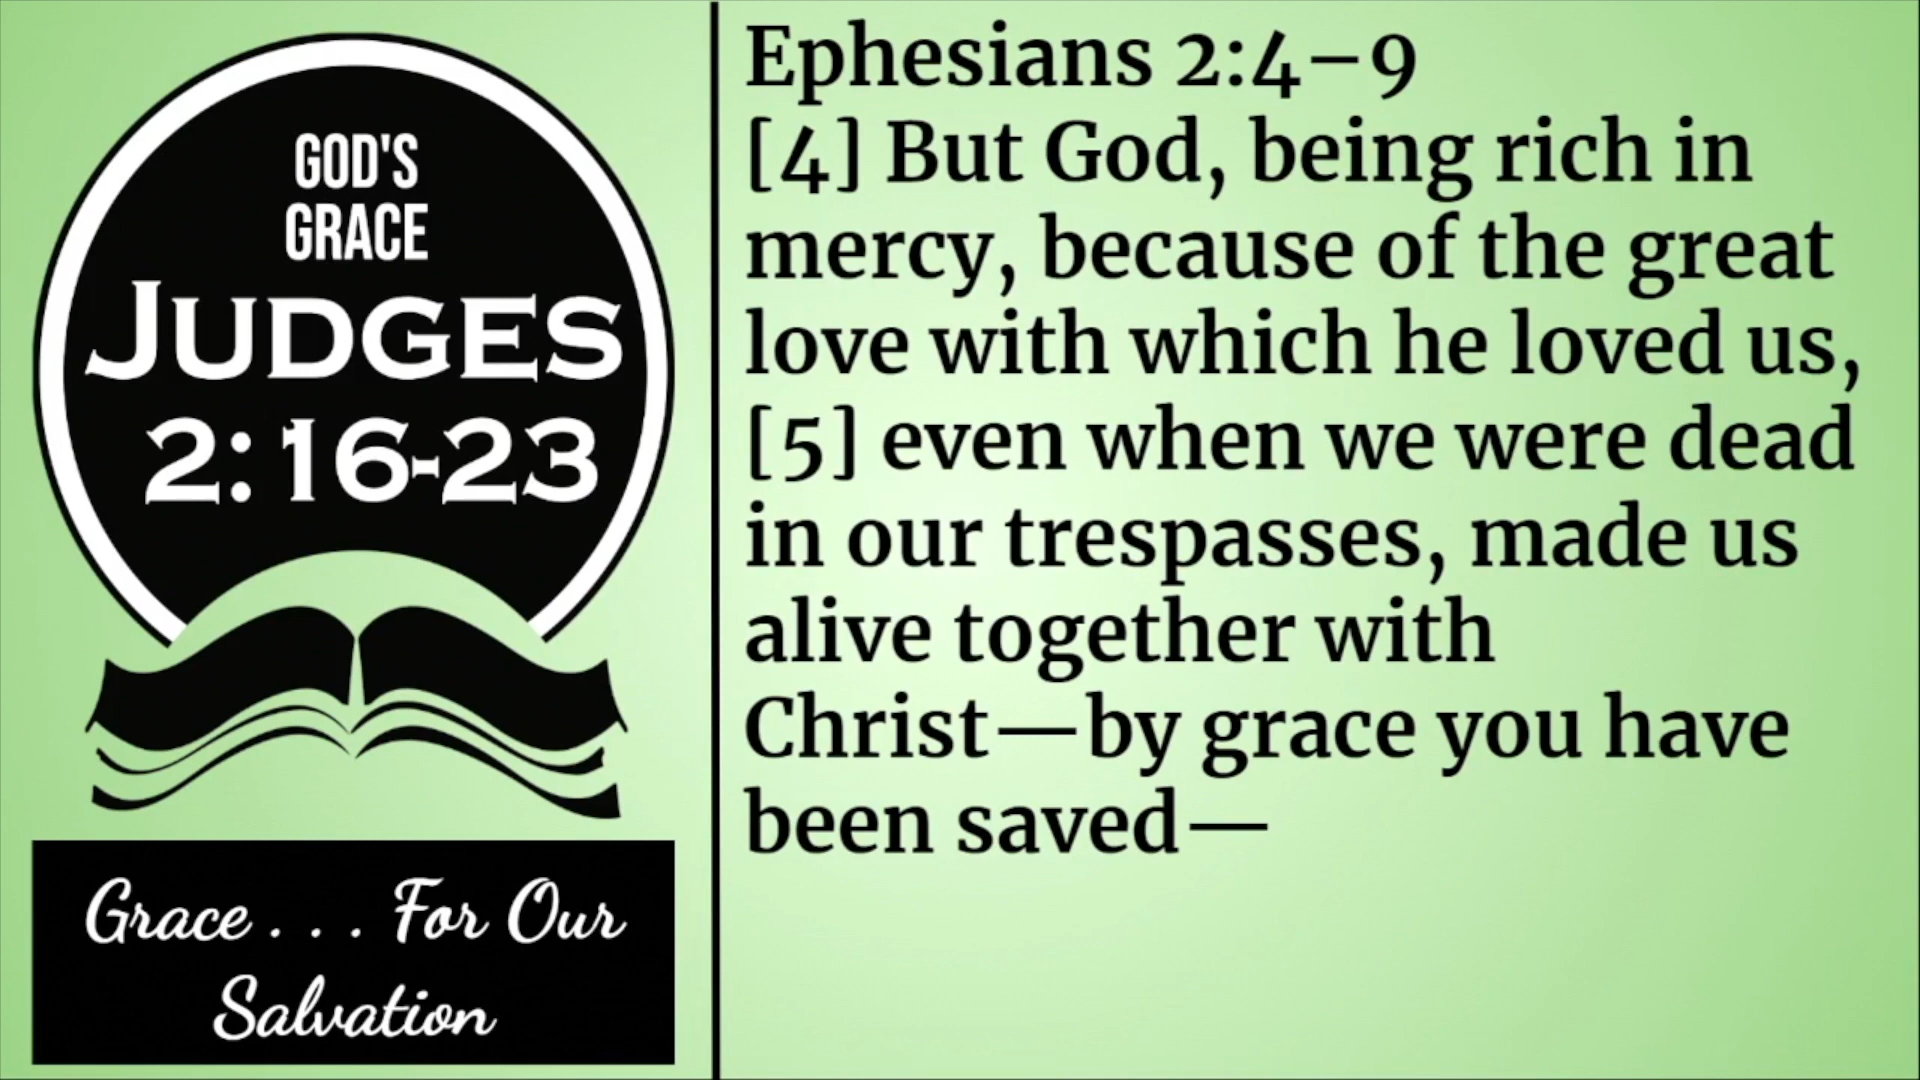 GOD'S
GRACE
JUDGES
2:16-23
Grace . . . For Our
Salvation
Ephesians 2:4–9
[4] But God, being rich in
mercy, because of the great
love with which he loved us,
[5] even when we were dead
in our trespasses, made us
alive together with
Christ—by grace you have
been saved—